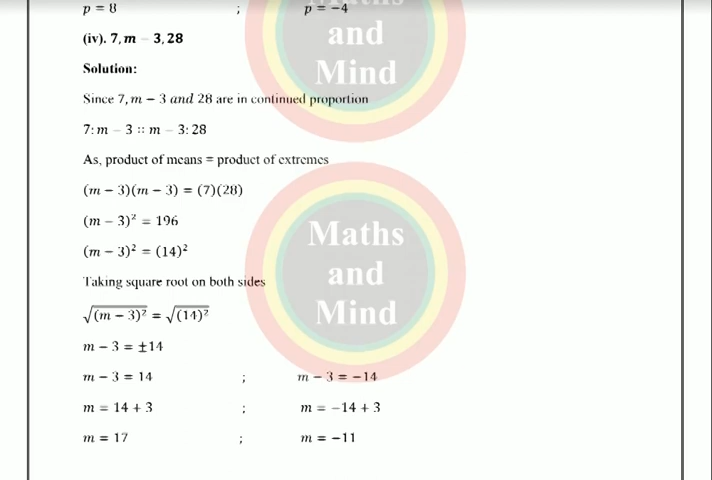 p = 8 ; p = −4
(iv). 7, m − 3, 28
Solution:
Since 7, m − 3 and 28 are in continued proportion
7: m − 3 :: m − 3: 28
As, product of means = product of extremes
(m − 3)(m − 3) = (7)(28)
(m − 3)² = 196
(m − 3)² = (14)²
Taking square root on both sides
√(m − 3)² = √(14)²
m − 3 = ±14
m − 3 = 14 ; m − 3 = −14
m = 14 + 3 ; m = −14 + 3
m = 17 ; m = −11
Maths
and
Mind
Maths
and
Mind